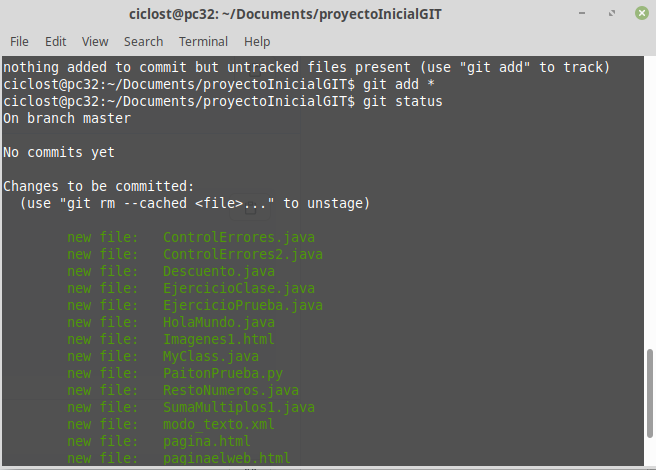 ciclost@pc32: ~/Documents/proyectoInicialGIT
File Edit View Search Terminal Help
nothing added to commit but untracked files present (use "git add" to track)
ciclost@pc32:~/Documents/proyectoInicialGIT$ git add *
ciclost@pc32:~/Documents/proyectoInicialGIT$ git status
On branch master
No commits yet
Changes to be committed:
(use "git rm --cached <file>..." to unstage)
new file: ControlErrores.java
new file: ControlErrores2.java
new file: Descuento.java
new file: EjercicioClase.java
new file: EjercicioPrueba.java
new file: HolaMundo.java
new file: Imagenes1.html
new file: MyClass.java
new file: PaitonPrueba.py
new file: RestoNumeros.java
new file: SumaMultiplos1.java
new file: modo_texto.xml
new file: pagina.html
new file: paginaelweb.html